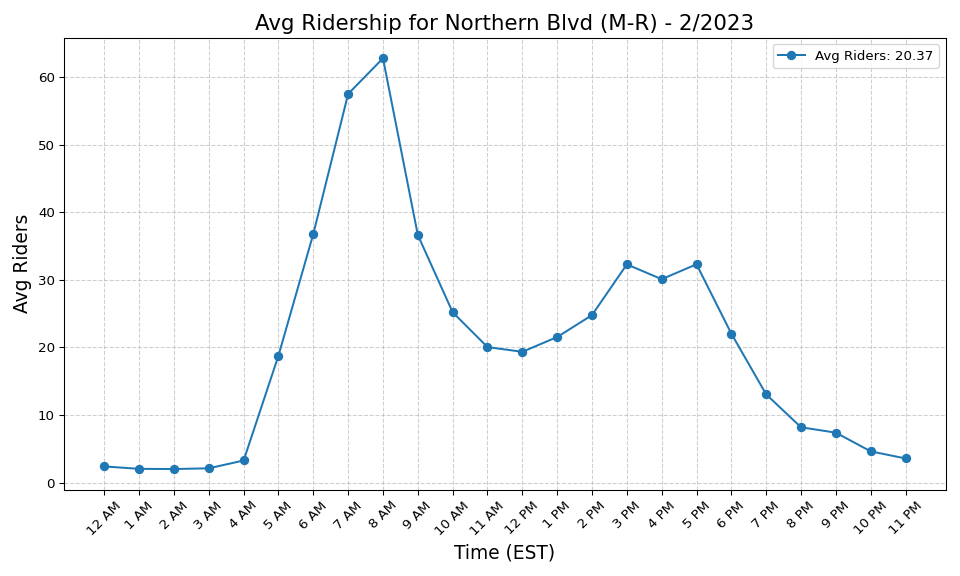 Avg Ridership for Northern Blvd (M-R) - 2/2023
Avg Riders: 20.37
Avg Riders
60
50
40
30
20
10
0
12 AM
1 AM
2 AM
3 AM
4 AM
5 AM
6 AM
7 AM
8 AM
9 AM
10 AM
11 AM
12 PM
1 PM
2 PM
3 PM
4 PM
5 PM
6 PM
7 PM
8 PM
9 PM
10 PM
11 PM
Time (EST)